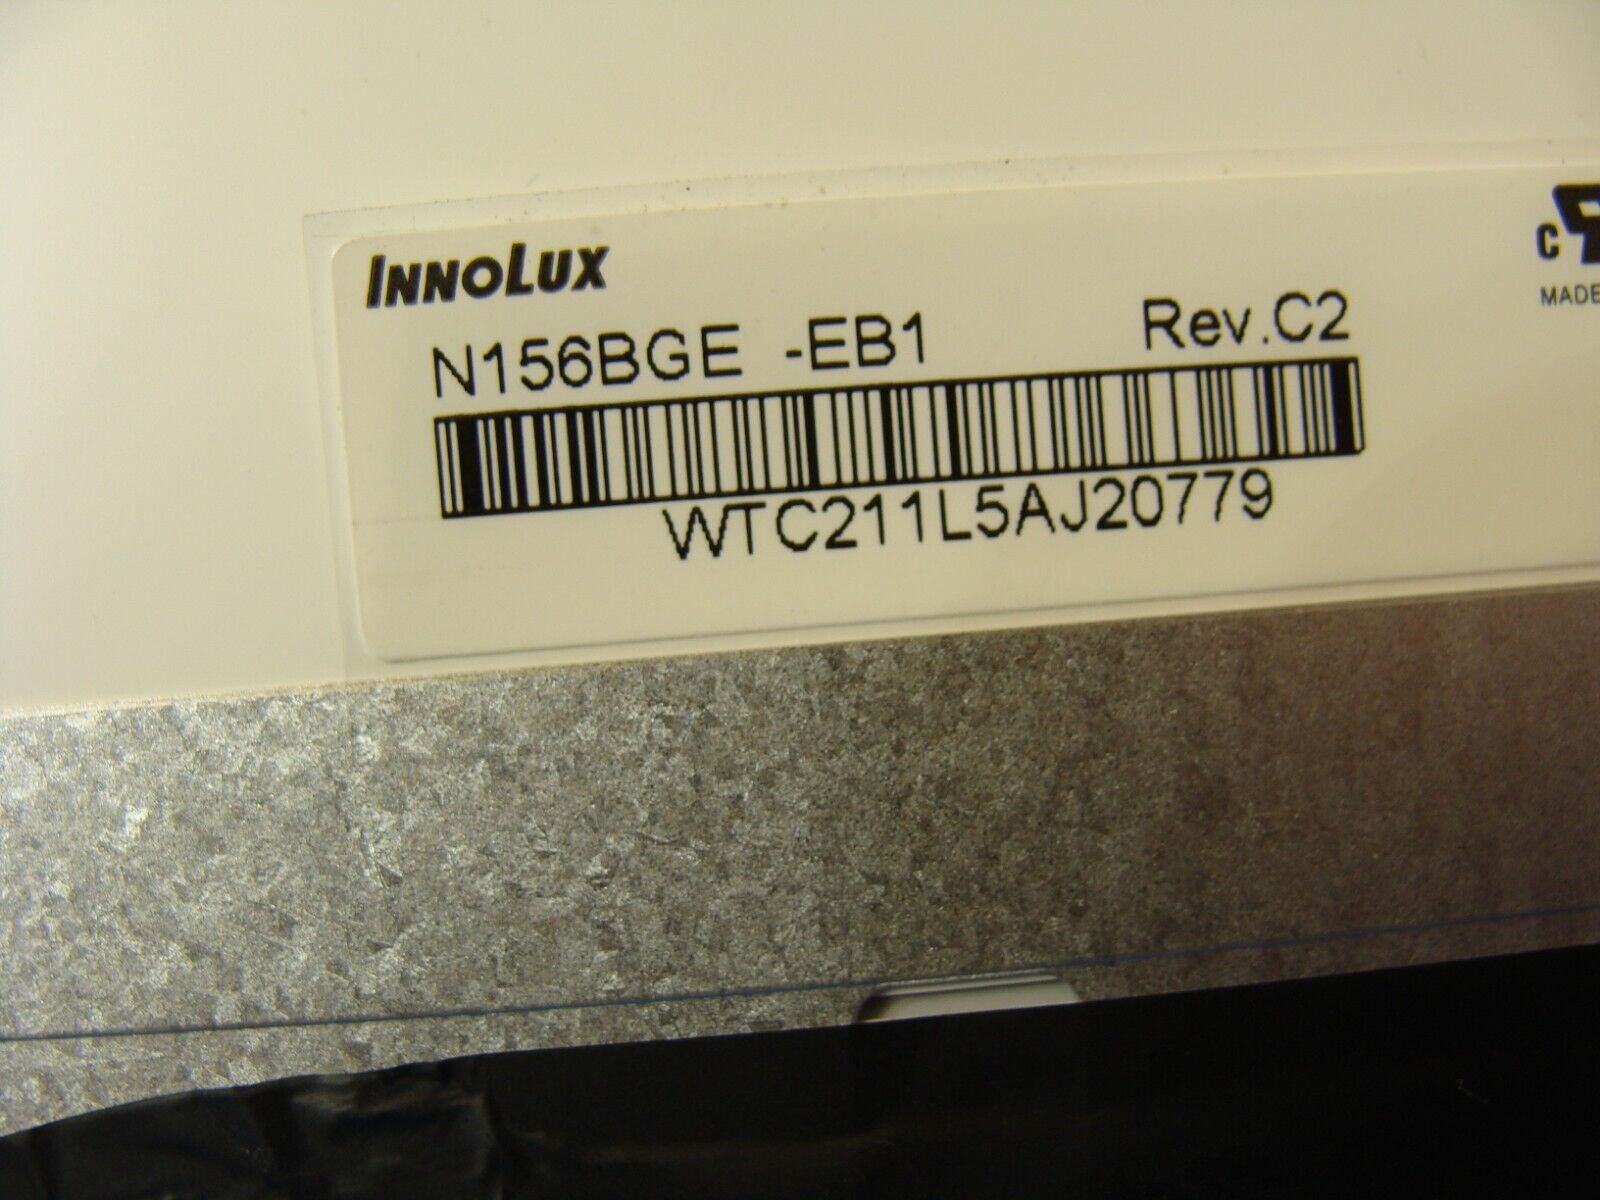 INNOLUX
N156BGE -EB1 Rev.C2
WTC211L5AJ20779
C
MADE